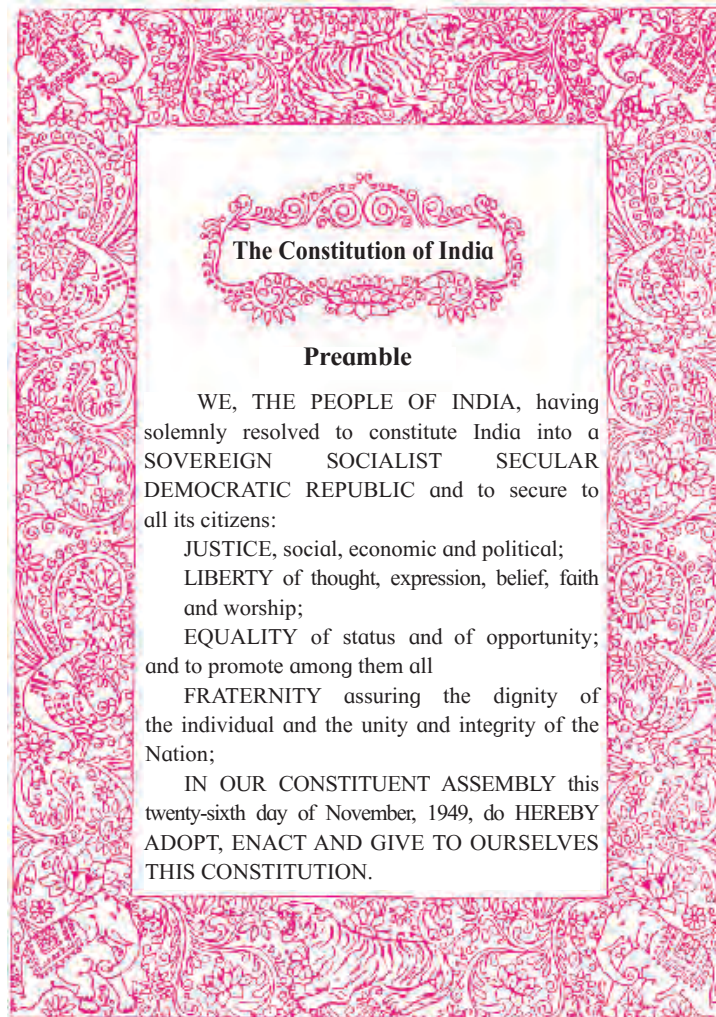 The Constitution of India
Preamble
WE, THE PEOPLE OF INDIA, having
solemnly resolved to constitute India into a
SOVEREIGN SOCIALIST SECULAR
DEMOCRATIC REPUBLIC and to secure to
all its citizens:
JUSTICE, social, economic and political;
LIBERTY of thought, expression, belief, faith
and worship;
EQUALITY of status and of opportunity;
and to promote among them all
FRATERNITY assuring the dignity of
the individual and the unity and integrity of the
Nation;
IN OUR CONSTITUENT ASSEMBLY this
twenty-sixth day of November, 1949, do HEREBY
ADOPT, ENACT AND GIVE TO OURSELVES
THIS CONSTITUTION.